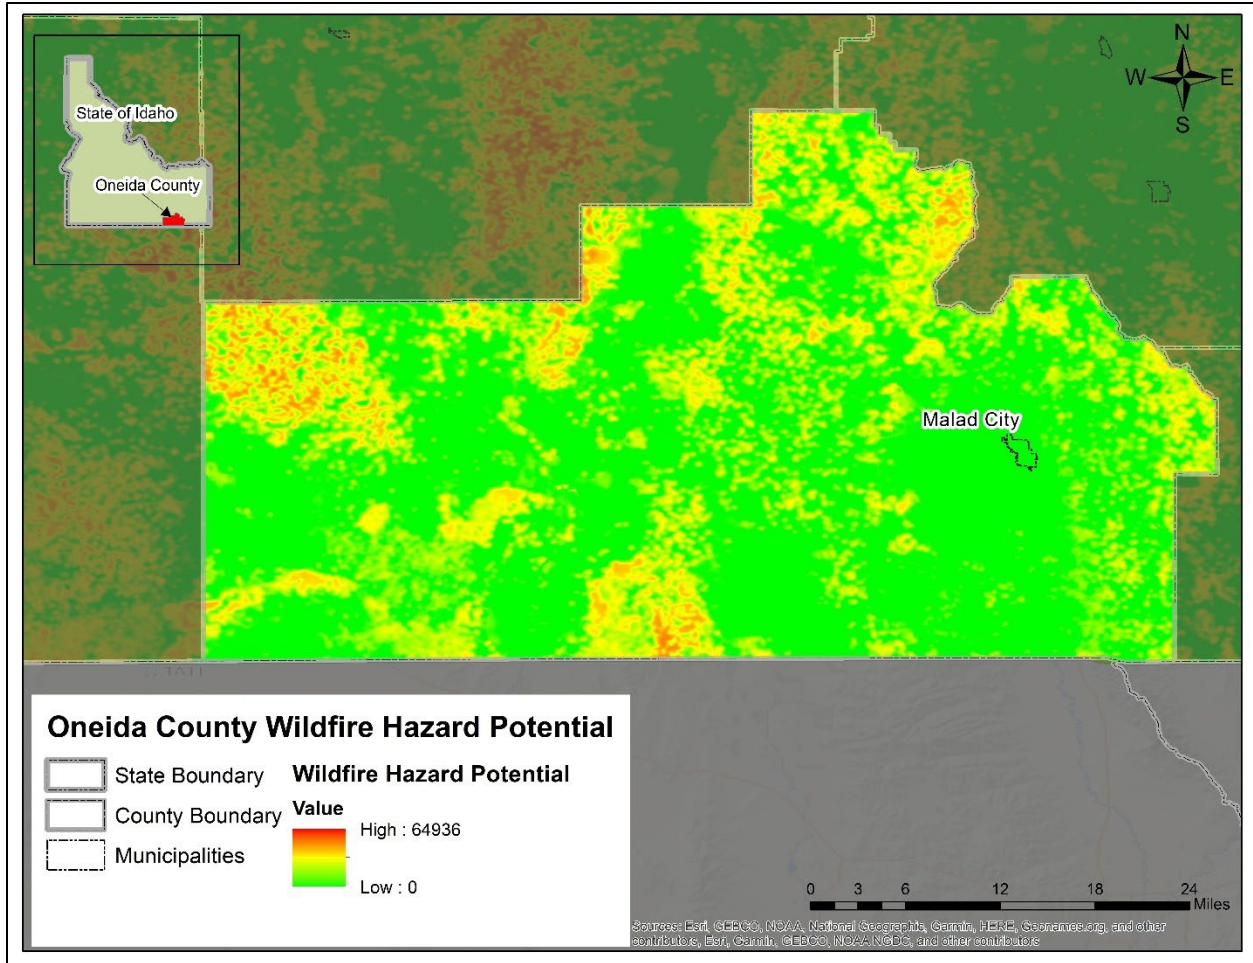 N
W
E
S
State of Idaho
Oneida County
Malad City
Oneida County Wildfire Hazard Potential
State Boundary
County Boundary
Municipalities
Wildfire Hazard Potential
Value
High : 64936
Low : 0
0 3 6 12 18 24
Miles
Sources: Esri, GEBCO, NOAA, National Geographic, Garmin, HERE, Geonames.org, and other
contributors, Esri, Garmin, GEBCO, NOAA NGDC, and other contributors